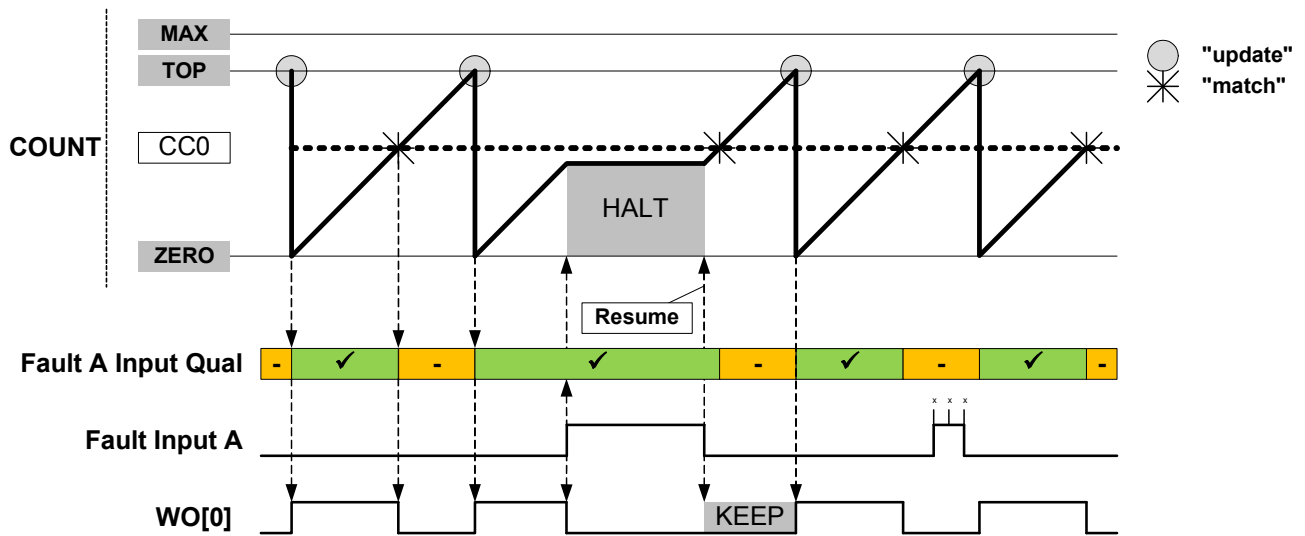 MAX
TOP
"update"
"match"
COUNT
CC0
HALT
ZERO
Resume
Fault A Input Qual
- ✓ - ✓ - ✓ - ✓ -
x x x
Fault Input A
WO[0]
KEEP